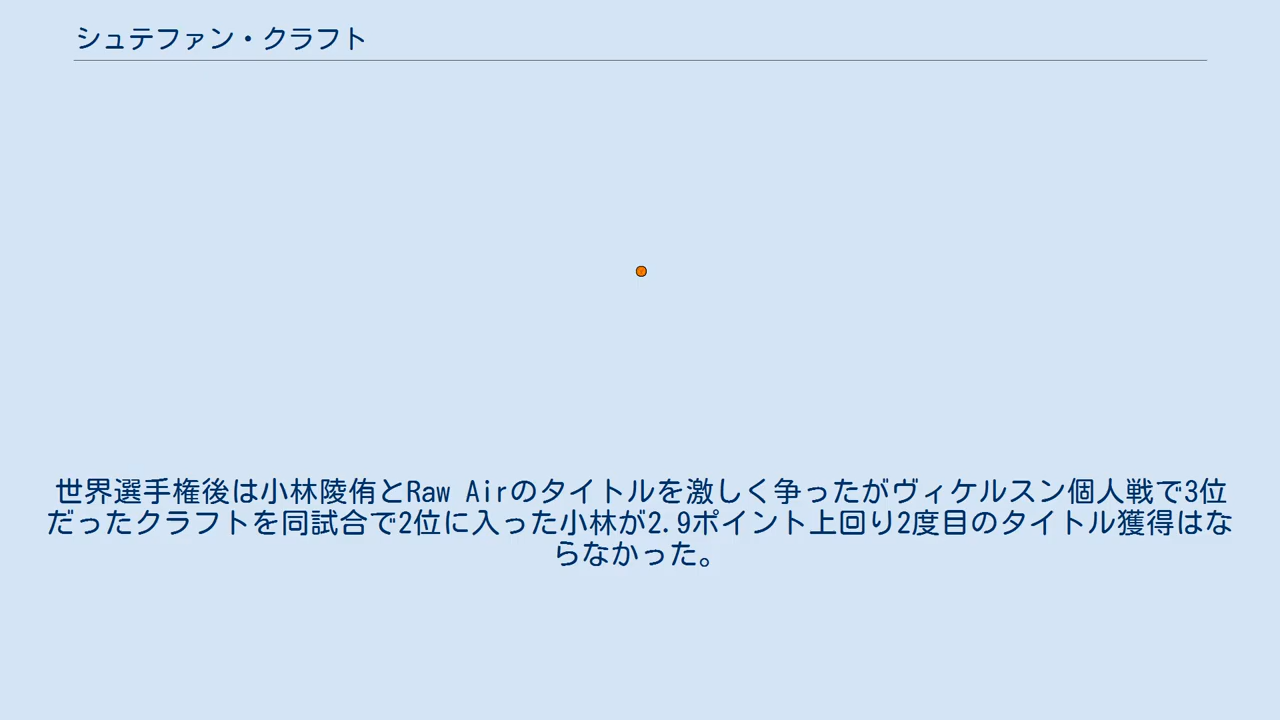 シュテファン・クラフト
世界選手権後は小林陵侑とRaw Airのタイトルを激しく争ったがヴィケルスン個人戦で3位
だったクラフトを同試合で2位に入った小林が2.9ポイント上回り2度目のタイトル獲得はな
らなかった。